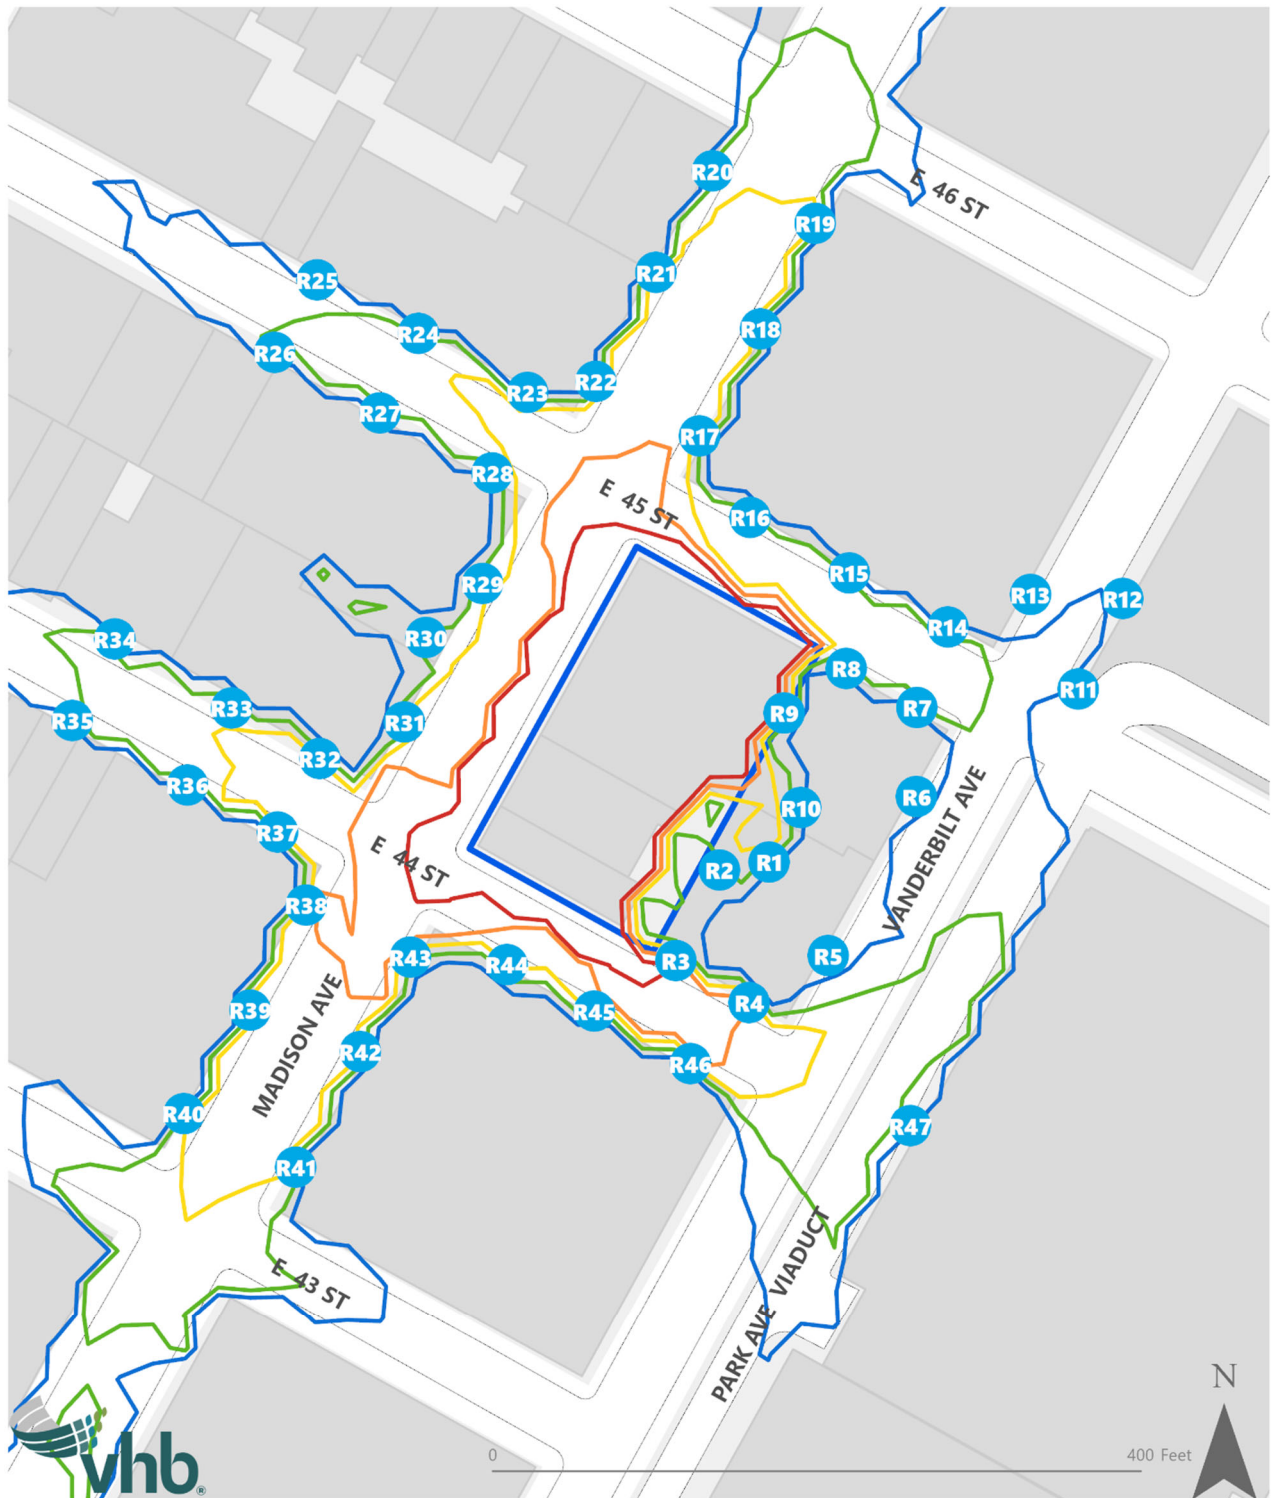 R20
E 46 ST
R19
R21
R25
R18
R24
R26
R22
R23
R27
R17
R28
E 45 ST
R16
R15
R29
R13
R12
R14
R30
R34
R8
R11
R33
R7
R9
R35
R31
R32
R36
R6
R10
R37
VANDERBILT AVE
E 44 ST
R1
R2
R38
R5
R43
R3
R44
R4
R39
R45
MADISON AVE
R42
R46
R40
R47
R41
E 43 ST
PARK AVE VIADUCT
N
vhb®
0
400 Feet